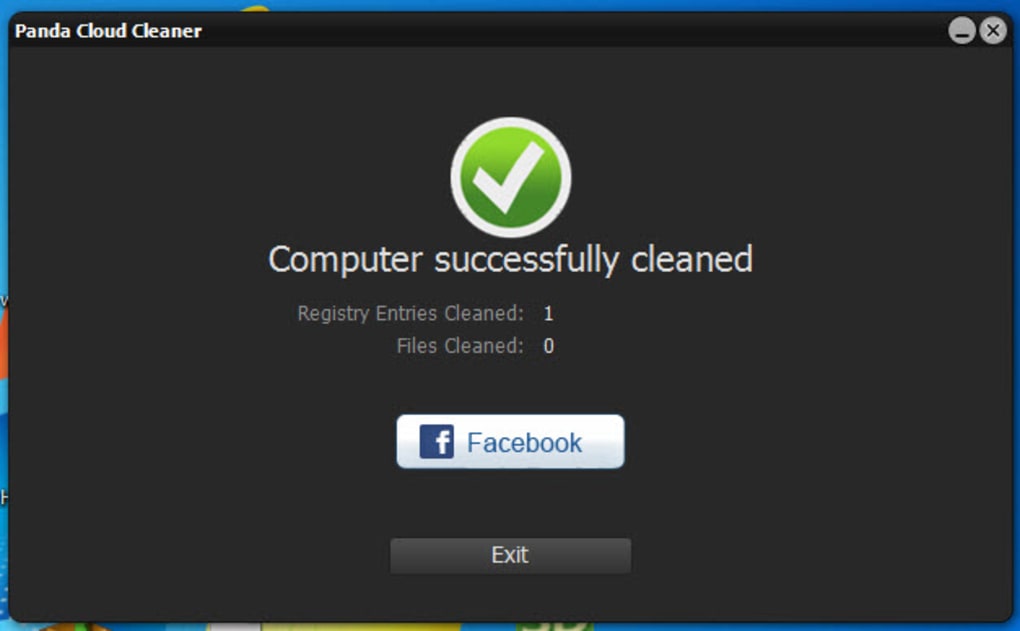 Panda Cloud Cleaner
Computer successfully cleaned
Registry Entries Cleaned: 1
Files Cleaned: 0
f Facebook
Exit